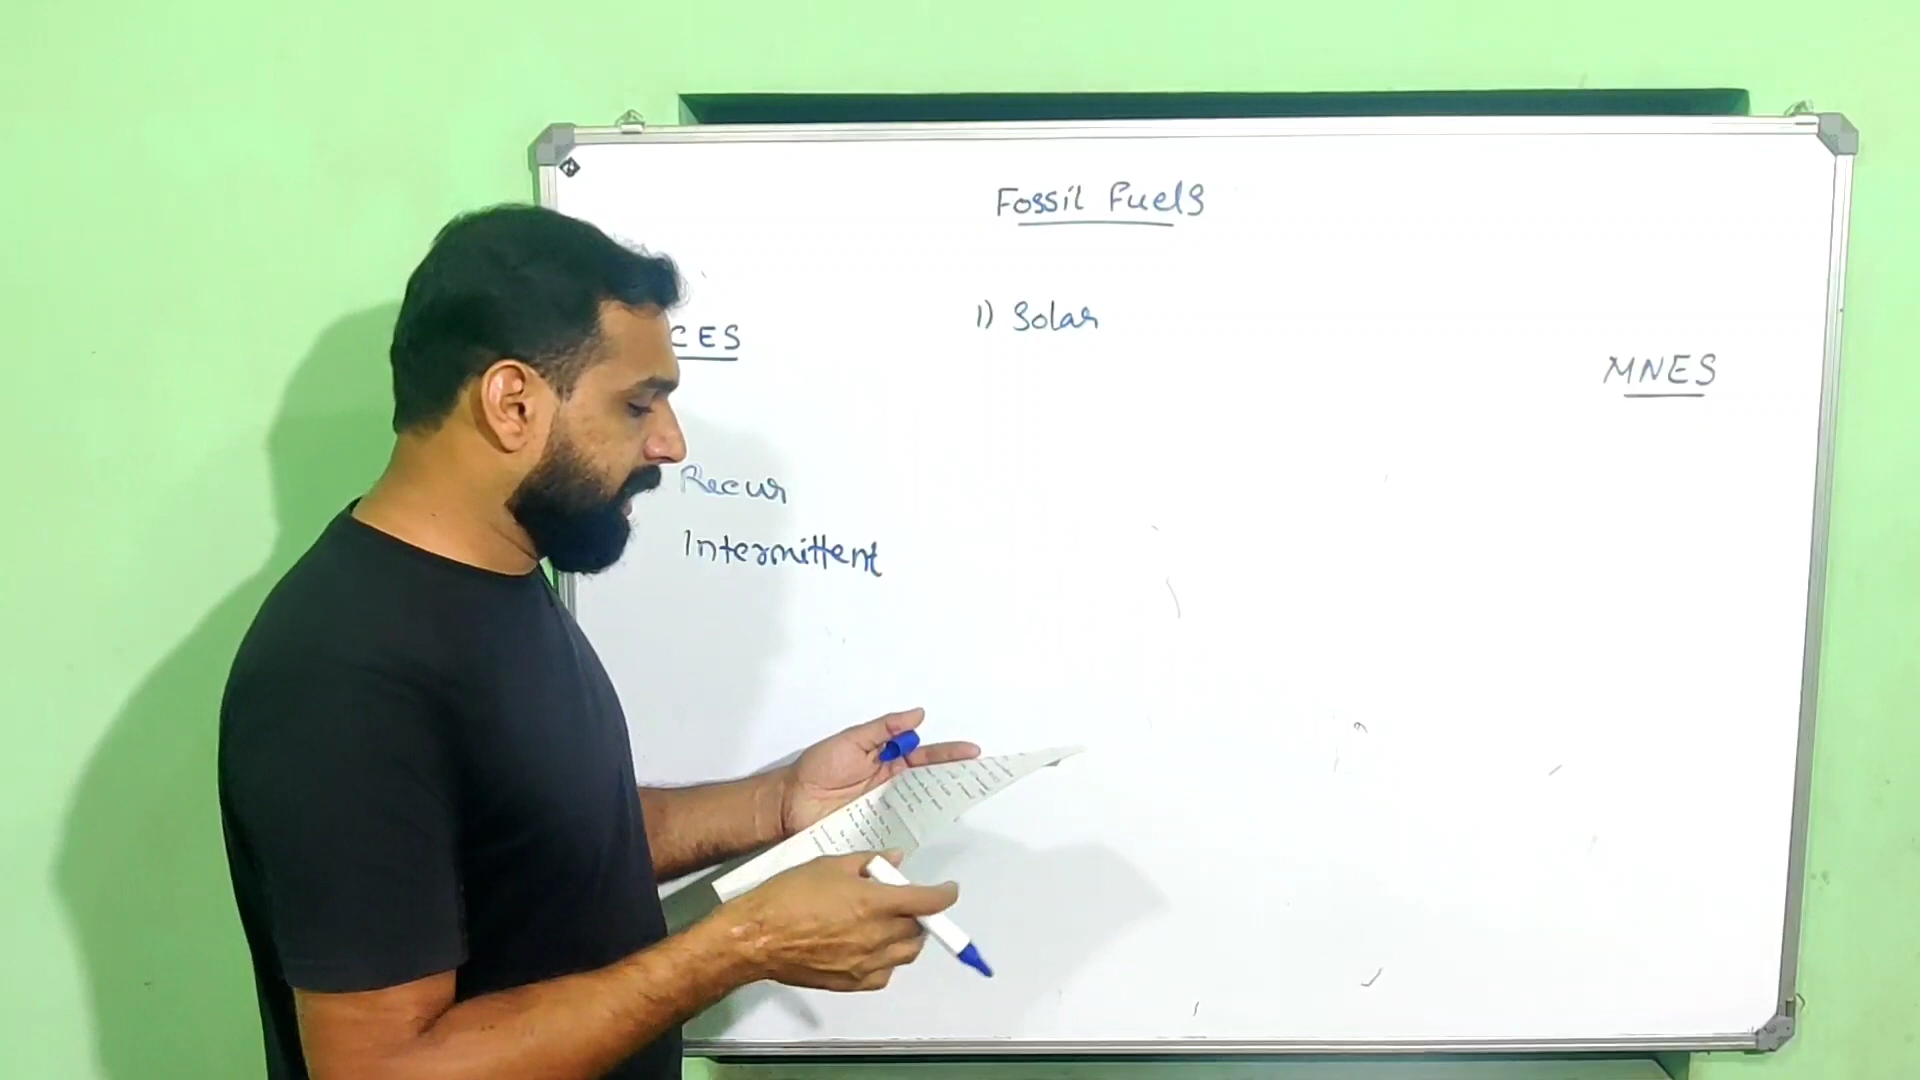 Fossil Fuels
CES
1) Solar
MNES
Recur
Intermittent